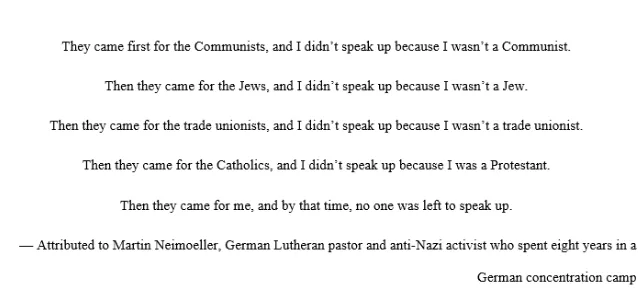 They came first for the Communists, and I didn’t speak up because I wasn’t a Communist.
Then they came for the Jews, and I didn’t speak up because I wasn’t a Jew.
Then they came for the trade unionists, and I didn’t speak up because I wasn’t a trade unionist.
Then they came for the Catholics, and I didn’t speak up because I was a Protestant.
Then they came for me, and by that time, no one was left to speak up.
— Attributed to Martin Neimoeller, German Lutheran pastor and anti-Nazi activist who spent eight years in a
German concentration camp